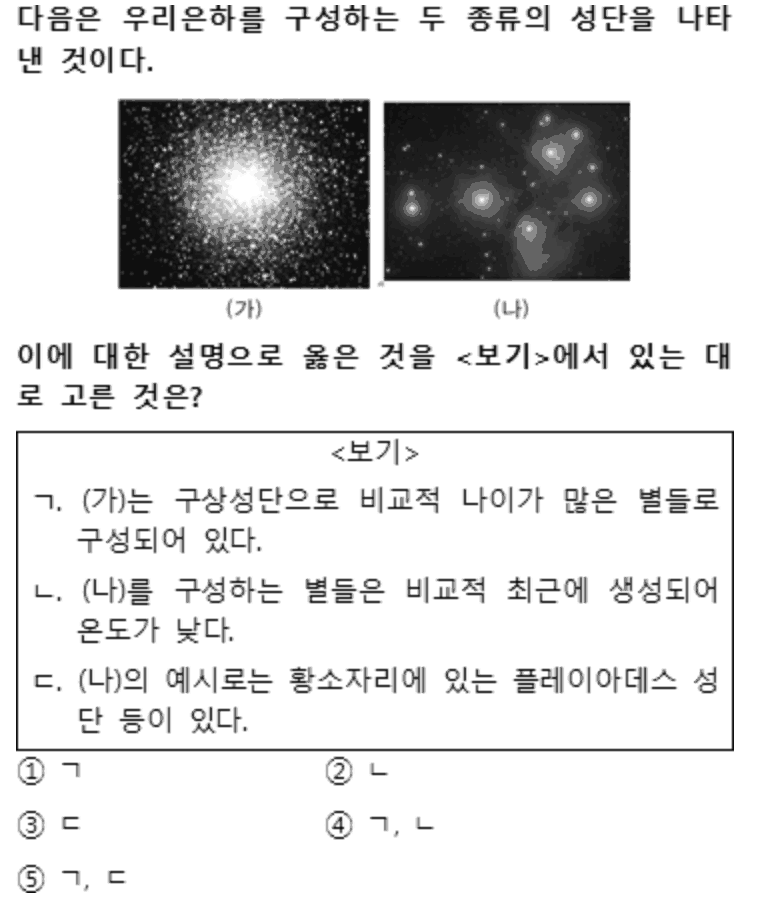 다음은 우리은하를 구성하는 두 종류의 성단을 나타
낸 것이다.
(가) (나)
이에 대한 설명으로 옳은 것을 <보기>에서 있는 대
로 고른 것은?
<보기>
ㄱ. (가)는 구상성단으로 비교적 나이가 많은 별들로
구성되어 있다.
ㄴ. (나)를 구성하는 별들은 비교적 최근에 생성되어
온도가 낮다.
ㄷ. (나)의 예시로는 황소자리에 있는 플레이아데스 성
단 등이 있다.
① ㄱ ② ㄴ
③ ㄷ ④ ㄱ, ㄴ
⑤ ㄱ, ㄷ